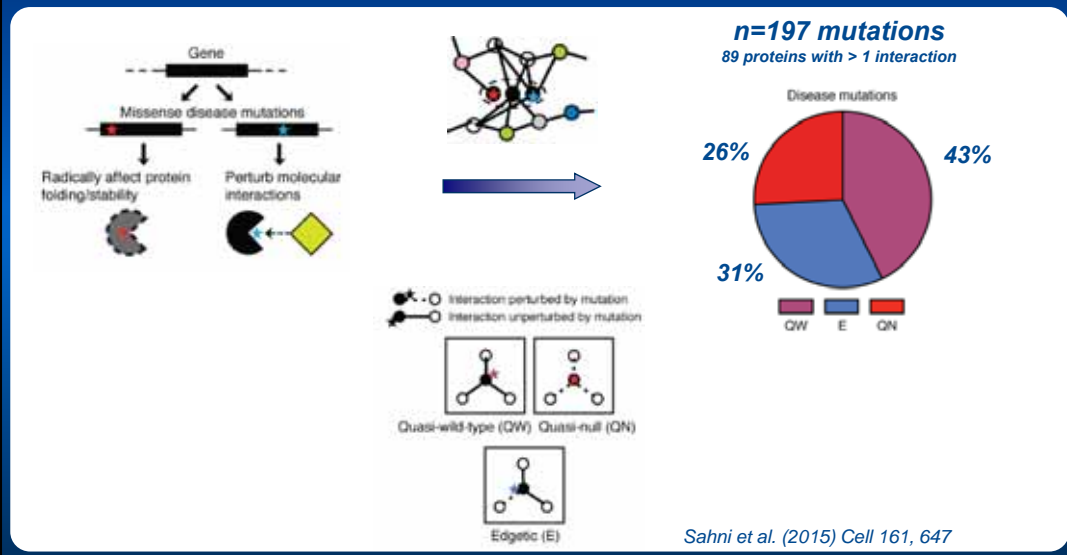 Gene
Missense disease mutations
Radically affect protein
folding/stability
Perturb molecular
interactions
n=197 mutations
89 proteins with > 1 interaction
Disease mutations
26%
43%
31%
QW
E
QN
Interaction perturbed by mutation
Interaction unperturbed by mutation
Quasi-wild-type (QW)
Quasi-null (QN)
Edgetic (E)
Sahni et al. (2015) Cell 161, 647